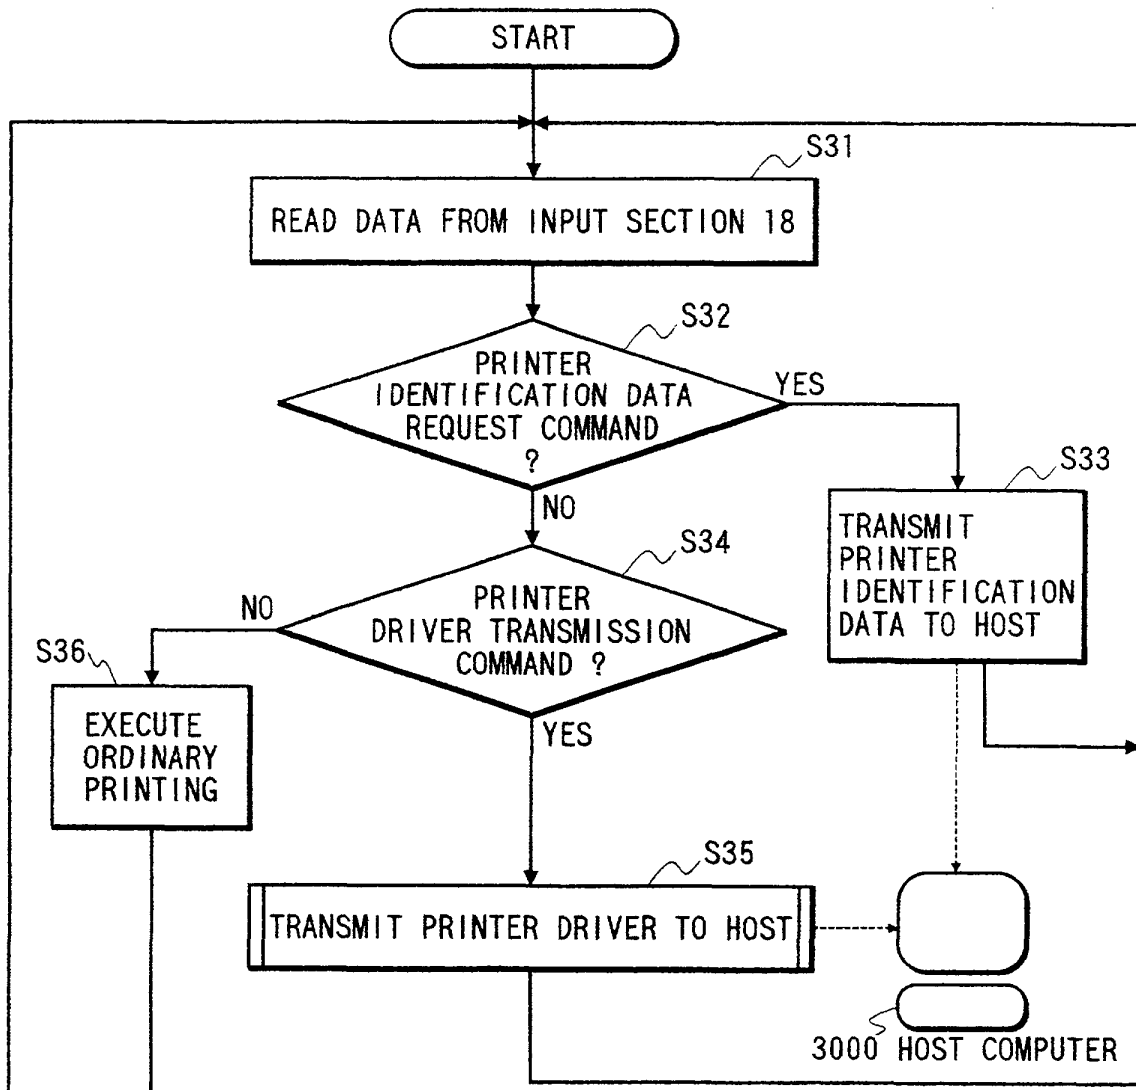 START
S31
READ DATA FROM INPUT SECTION 18
S32
PRINTER
IDENTIFICATION DATA
REQUEST COMMAND
?
YES
NO
S33
TRANSMIT
PRINTER
IDENTIFICATION
DATA TO HOST
S34
PRINTER
DRIVER TRANSMISSION
COMMAND ?
NO
YES
S36
EXECUTE
ORDINARY
PRINTING
S35
TRANSMIT PRINTER DRIVER TO HOST
3000 HOST COMPUTER